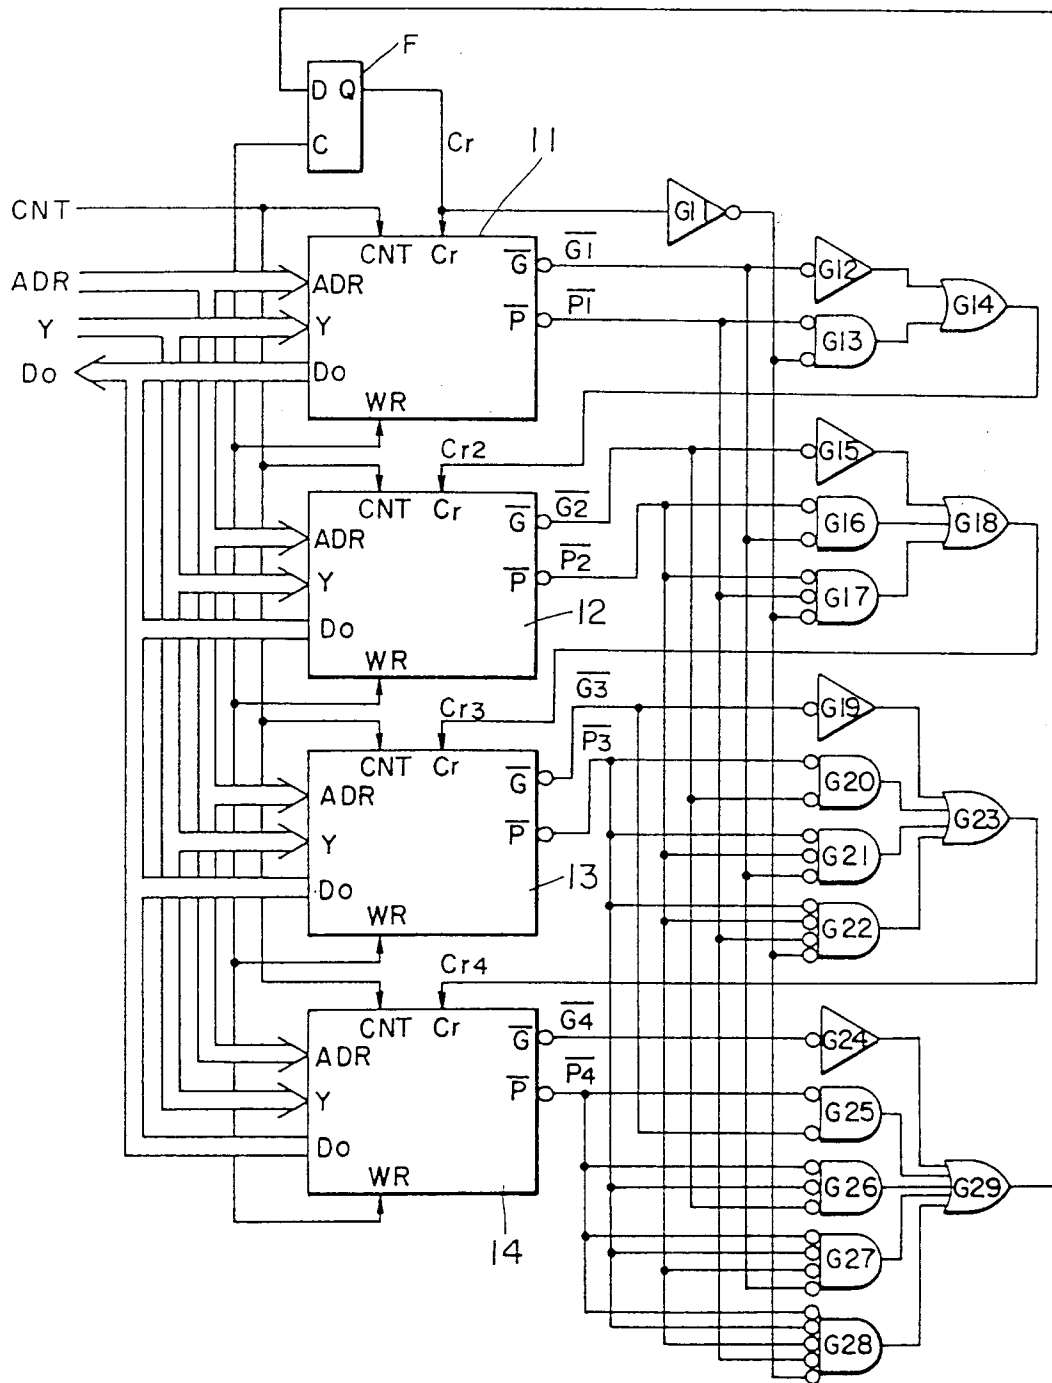 F
D Q
C
Cr
11
CNT
ADR
Y
Do
CNT Cr
ADR
Y
Do
WR
G
P
G1
P1
G11
G12
G13
G14
Cr2
CNT Cr
ADR
Y
Do
WR
G
P
G2
P2
12
G15
G16
G17
G18
Cr3
CNT Cr
ADR
Y
Do
WR
G
P
G3
P3
13
G19
G20
G21
G22
G23
Cr4
CNT Cr
ADR
Y
Do
WR
G
P
G4
P4
14
G24
G25
G26
G27
G28
G29